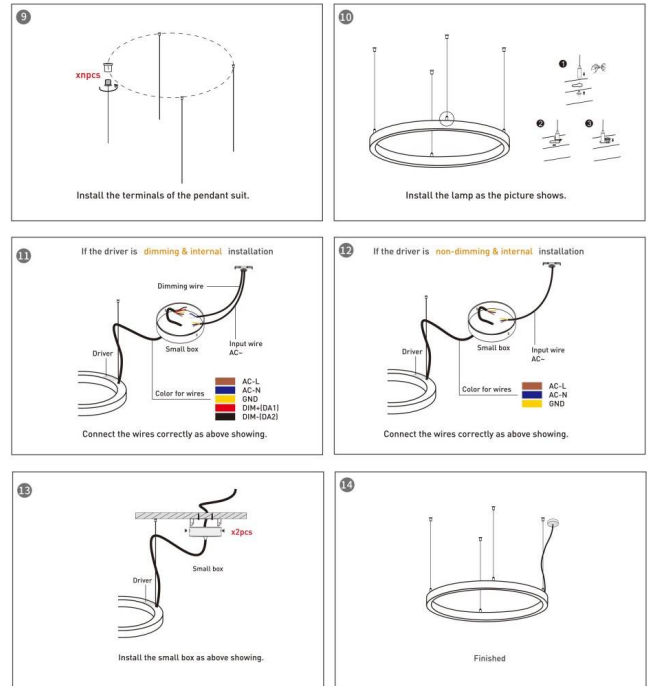 9
xnpcs
Install the terminals of the pendant suit.
10
1
2
3
Install the lamp as the picture shows.
11
If the driver is dimming & internal installation
Dimming wire
Driver
Small box
Input wire
AC~
Color for wires
AC-L
AC-N
GND
DIM+(DA1)
DIM-(DA2)
Connect the wires correctly as above showing.
12
If the driver is non-dimming & internal installation
Driver
Small box
Input wire
AC~
Color for wires
AC-L
AC-N
GND
Connect the wires correctly as above showing.
13
x2pcs
Small box
Driver
Install the small box as above showing.
14
Finished